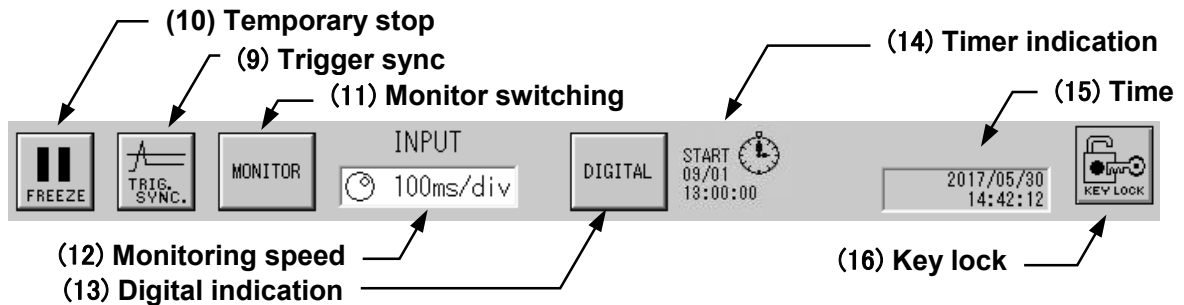 (10) Temporary stop
(9) Trigger sync
(11) Monitor switching
(14) Timer indication
(15) Time
FREEZE
TRIG.
SYNC.
MONITOR
INPUT
100ms/div
DIGITAL
START
09/01
13:00:00
2017/05/30
14:42:12
KEY LOCK
(12) Monitoring speed
(13) Digital indication
(16) Key lock